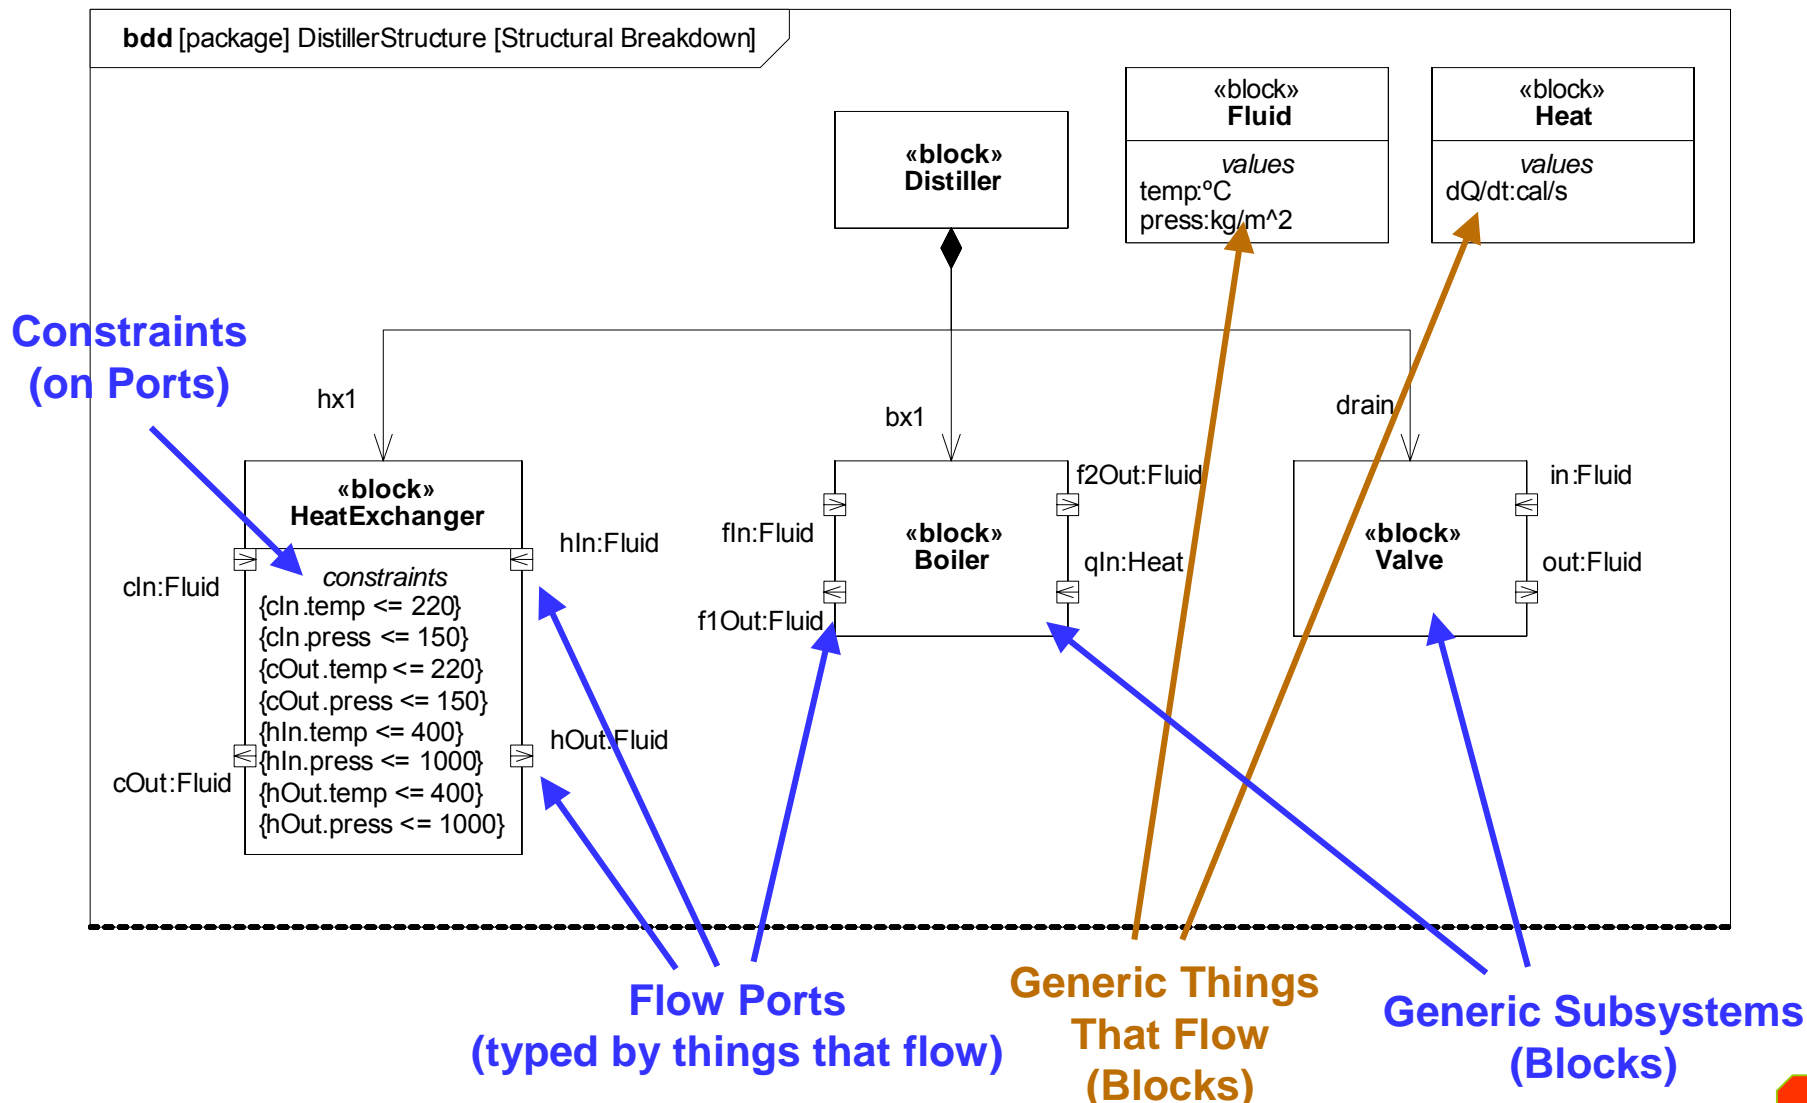 bdd [package] DistillerStructure [Structural Breakdown]
«block»
Distiller
«block»
Fluid
values
temp:ºC
press:kg/m^2
«block»
Heat
values
dQ/dt:cal/s
Constraints
(on Ports)
hx1
bx1
drain
«block»
HeatExchanger
cIn:Fluid
hIn:Fluid
constraints
{cIn.temp <= 220}
{cIn.press <= 150}
{cOut.temp <= 220}
{cOut.press <= 150}
{hIn.temp <= 400}
{hIn.press <= 1000}
{hOut.temp <= 400}
{hOut.press <= 1000}
cOut:Fluid
hOut:Fluid
fIn:Fluid
f1Out:Fluid
«block»
Boiler
f2Out:Fluid
qIn:Heat
«block»
Valve
in:Fluid
out:Fluid
Flow Ports
(typed by things that flow)
Generic Things
That Flow
(Blocks)
Generic Subsystems
(Blocks)